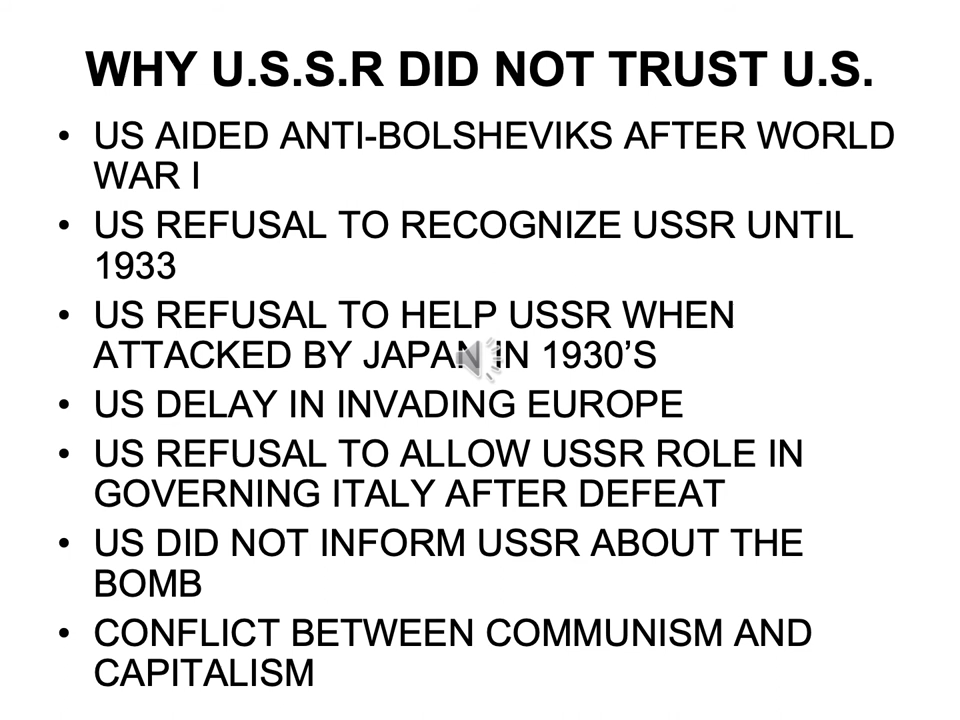 WHY U.S.S.R DID NOT TRUST U.S.
• US AIDED ANTI-BOLSHEVIKS AFTER WORLD
WAR I
• US REFUSAL TO RECOGNIZE USSR UNTIL
1933
• US REFUSAL TO HELP USSR WHEN
ATTACKED BY JAPAN IN 1930’S
• US DELAY IN INVADING EUROPE
• US REFUSAL TO ALLOW USSR ROLE IN
GOVERNING ITALY AFTER DEFEAT
• US DID NOT INFORM USSR ABOUT THE
BOMB
• CONFLICT BETWEEN COMMUNISM AND
CAPITALISM